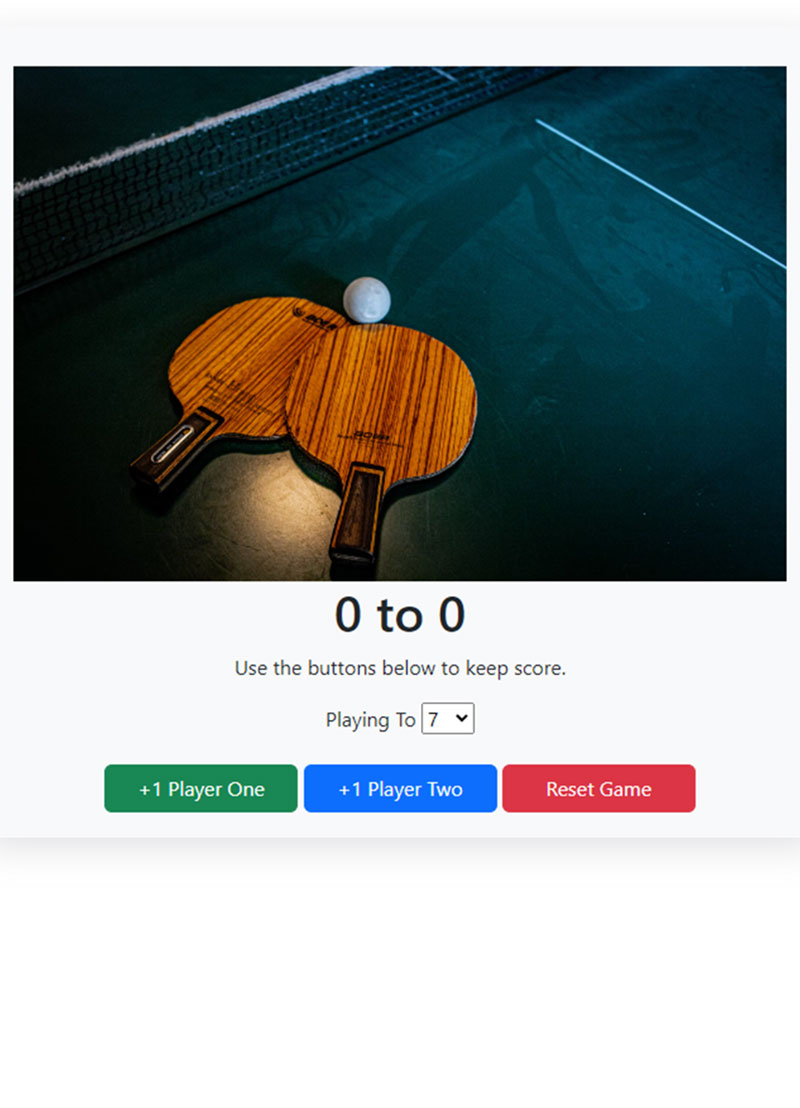 0 to 0
Use the buttons below to keep score.
Playing To 7
+1 Player One +1 Player Two Reset Game